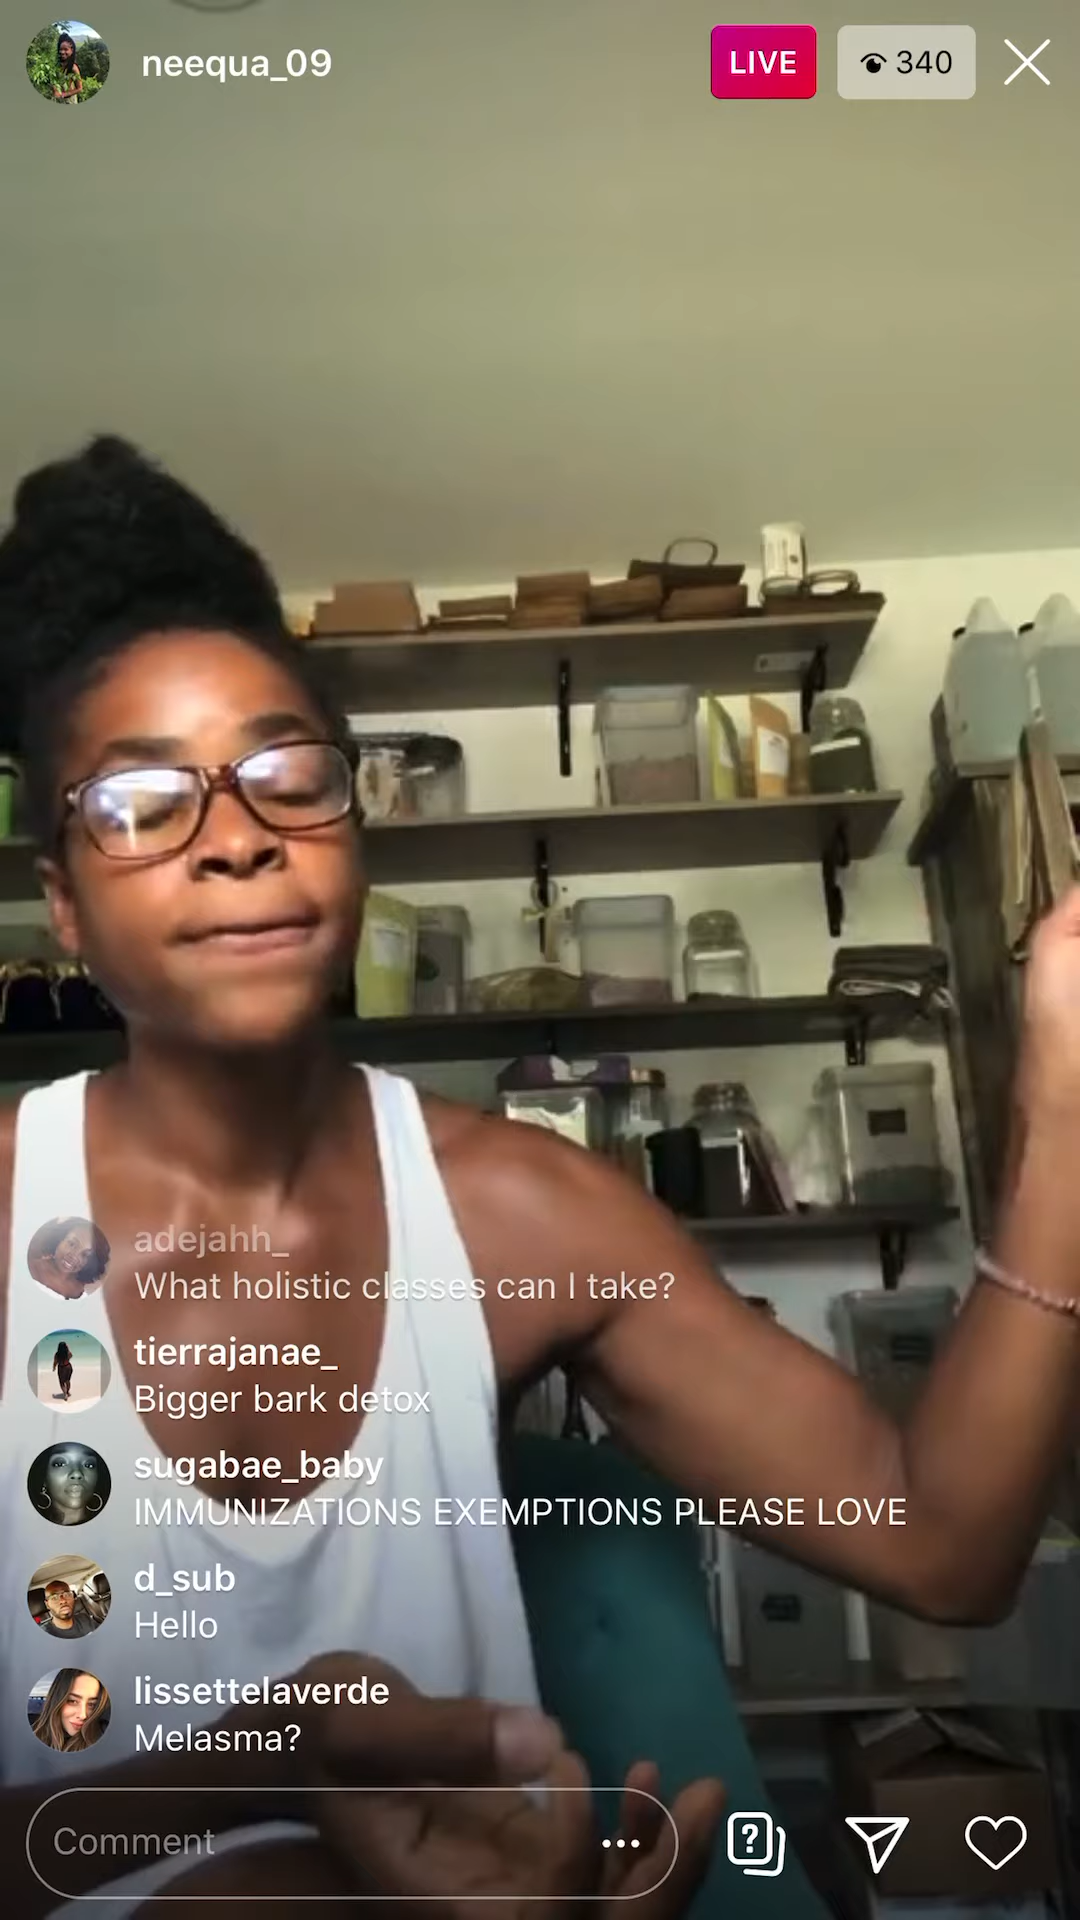 neequa_09
LIVE
340
adejahh_
What holistic classes can I take?
tierrajanae_
Bigger bark detox
sugabae_baby
IMMUNIZATIONS EXEMPTIONS PLEASE LOVE
d_sub
Hello
lissettelaverde
Melasma?
Comment